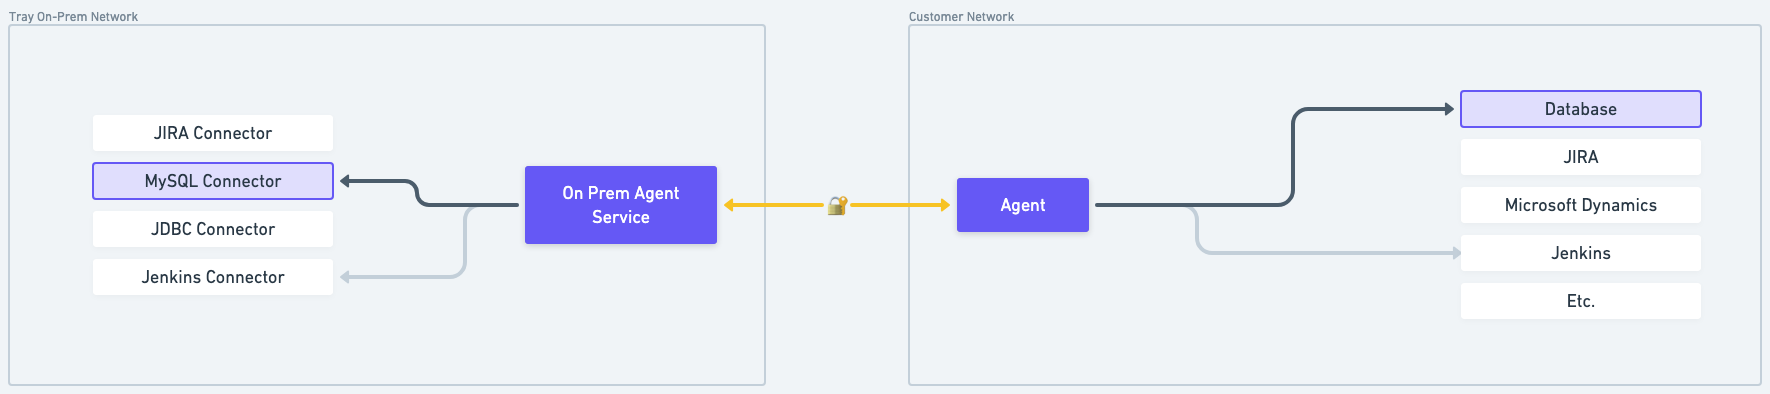 Tray On-Prem Network
JIRA Connector
MySQL Connector
JDBC Connector
Jenkins Connector
On Prem Agent
Service
Customer Network
Agent
Database
JIRA
Microsoft Dynamics
Jenkins
Etc.